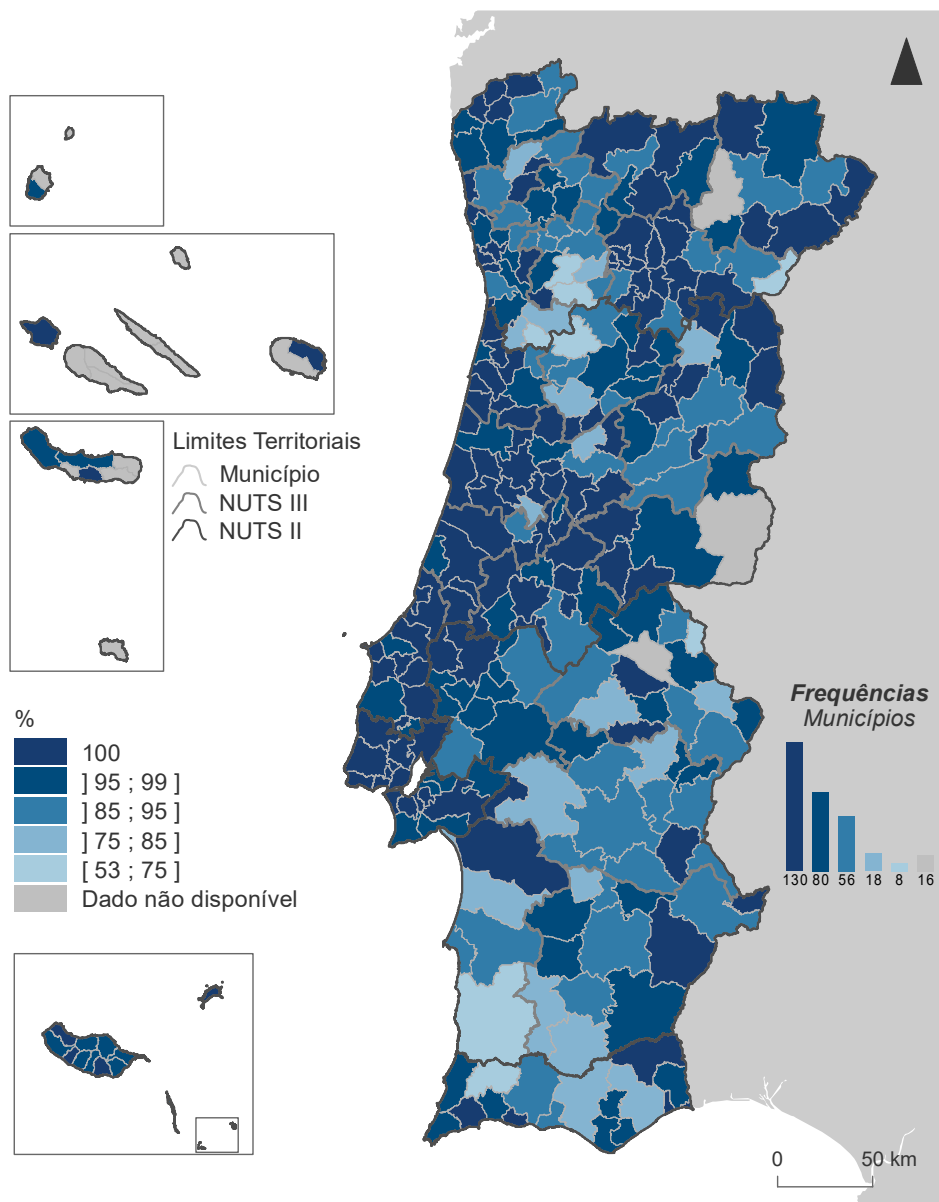 Limites Territoriais
Município
NUTS III
NUTS II
%
100
] 95 ; 99 ]
] 85 ; 95 ]
] 75 ; 85 ]
[ 53 ; 75 ]
Dado não disponível
Frequências
Municípios
130 80 56 18 8 16
0 50 km